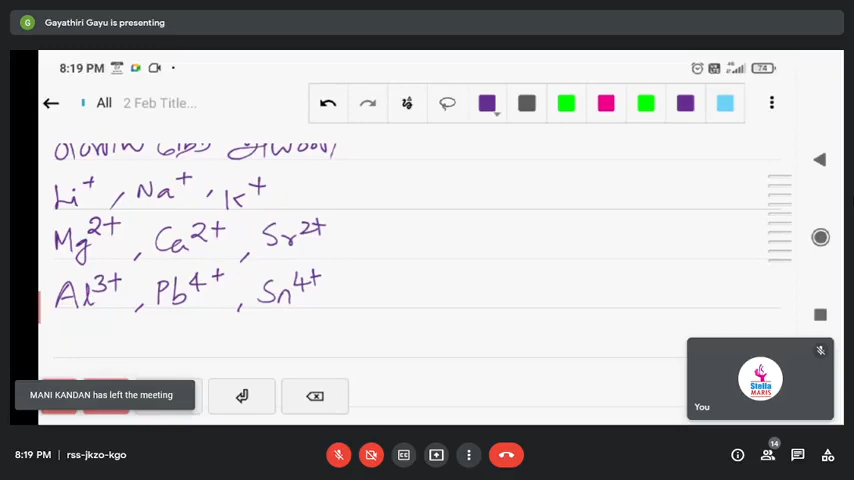 G Gayathiri Gayu is presenting
8:19 PM 74
All 2 Feb Title...
Li+, Na+, K+
Mg2+, Ca2+, Sr2+
Al3+, Pb4+, Sn4+
Stella
MARIS
You
MANI KANDAN has left the meeting
14
8:19 PM | rss-jkzo-kgo